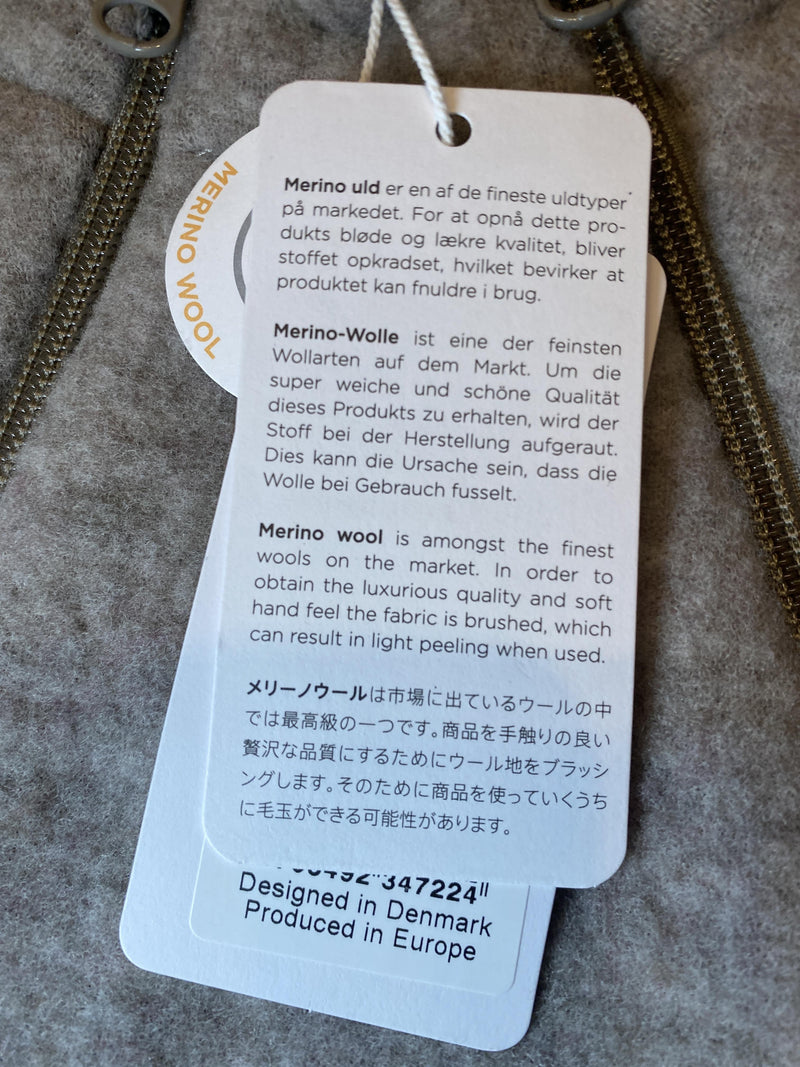 MERINO WOOL
Merino uld er en af de fineste uldtyper
på markedet. For at opnå dette pro-
dukts bløde og lækre kvalitet, bliver
stoffet opkradset, hvilket bevirker at
produktet kan fnuldre i brug.
Merino-Wolle ist eine der feinsten
Wollarten auf dem Markt. Um die
super weiche und schöne Qualität
dieses Produkts zu erhalten, wird der
Stoff bei der Herstellung aufgeraut.
Dies kann die Ursache sein, dass die
Wolle bei Gebrauch fusselt.
Merino wool is amongst the finest
wools on the market. In order to
obtain the luxurious quality and soft
hand feel the fabric is brushed, which
can result in light peeling when used.
メリーノウールは市場に出ているウールの中
では最高級の一つです。商品を手触りの良い
贅沢な品質にするためにウール地をブラッシ
ングします。そのために商品を使っていくうち
に毛玉ができる可能性があります。
347224
Designed in Denmark
Produced in Europe